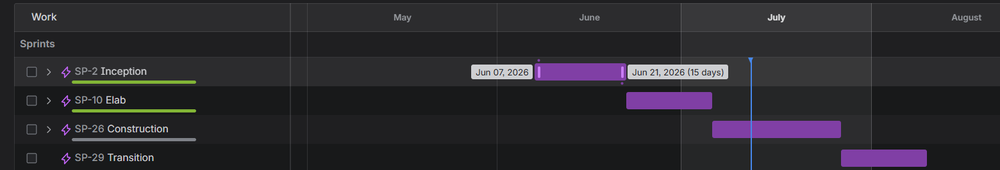 Work May June July August
Sprints
SP-2 Inception Jun 07, 2026 Jun 21, 2026 (15 days)
SP-10 Elab
SP-26 Construction
SP-29 Transition